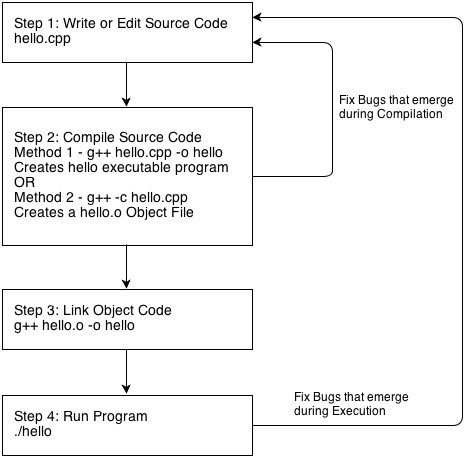 Step 1: Write or Edit Source Code
hello.cpp
Fix Bugs that emerge
during Compilation
Step 2: Compile Source Code
Method 1 - g++ hello.cpp -o hello
Creates hello executable program
OR
Method 2 - g++ -c hello.cpp
Creates a hello.o Object File
Step 3: Link Object Code
g++ hello.o -o hello
Fix Bugs that emerge
during Execution
Step 4: Run Program
./hello